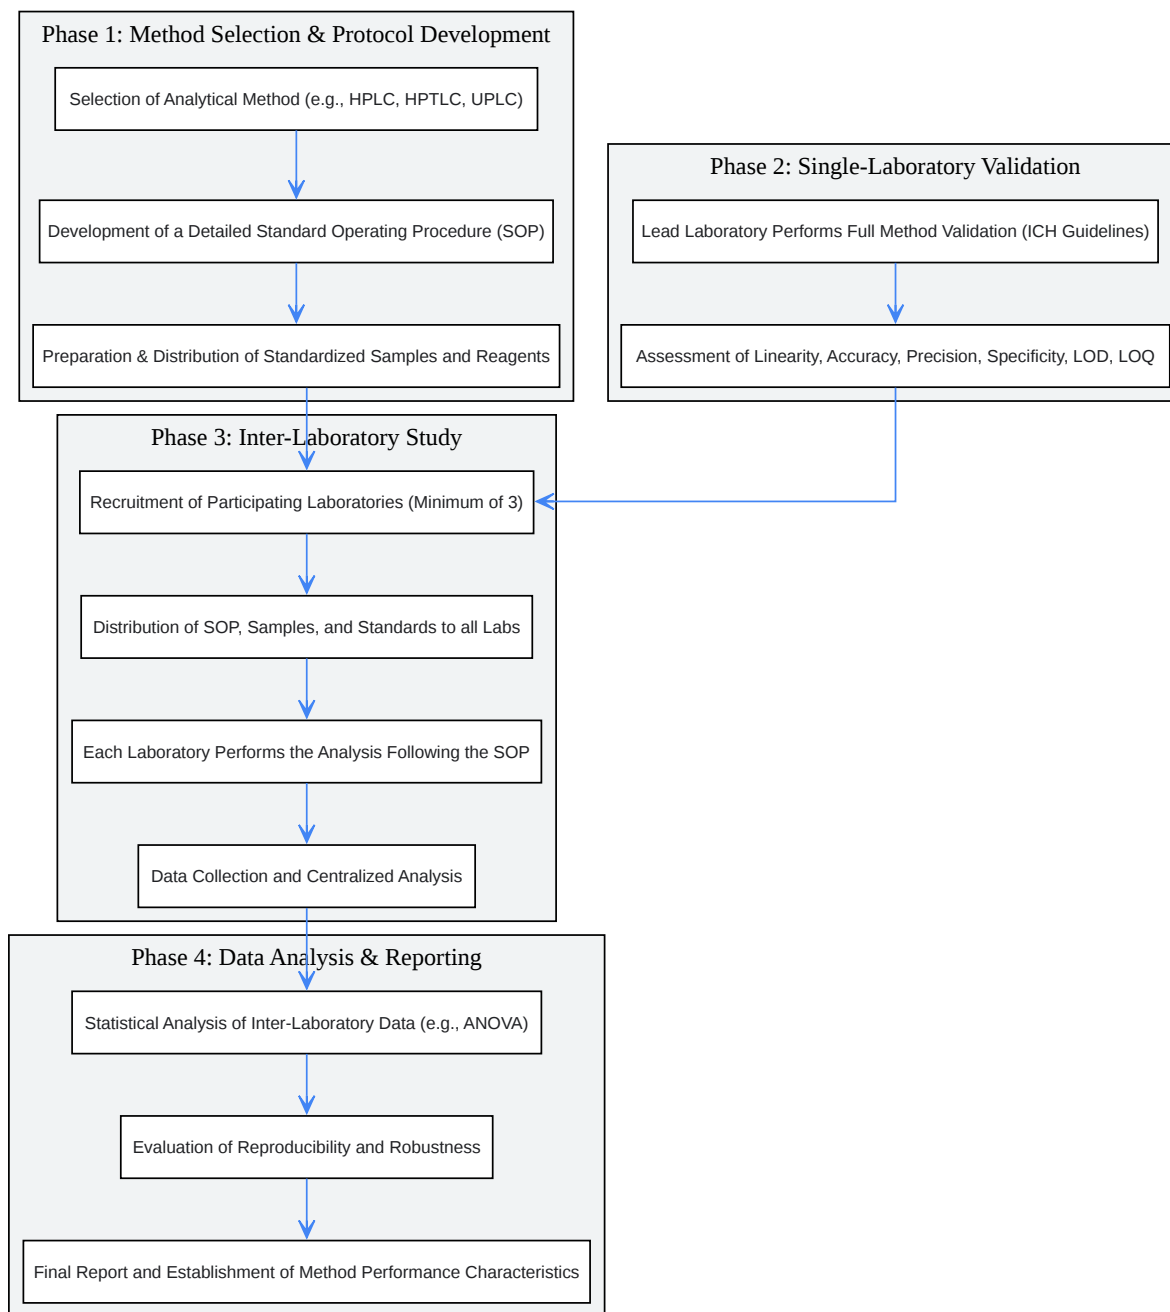 Phase 1: Method Selection & Protocol Development
Selection of Analytical Method (e.g., HPLC, HPTLC, UPLC)
Development of a Detailed Standard Operating Procedure (SOP)
Preparation & Distribution of Standardized Samples and Reagents
Phase 2: Single-Laboratory Validation
Lead Laboratory Performs Full Method Validation (ICH Guidelines)
Assessment of Linearity, Accuracy, Precision, Specificity, LOD, LOQ
Phase 3: Inter-Laboratory Study
Recruitment of Participating Laboratories (Minimum of 3)
Distribution of SOP, Samples, and Standards to all Labs
Each Laboratory Performs the Analysis Following the SOP
Data Collection and Centralized Analysis
Phase 4: Data Analysis & Reporting
Statistical Analysis of Inter-Laboratory Data (e.g., ANOVA)
Evaluation of Reproducibility and Robustness
Final Report and Establishment of Method Performance Characteristics